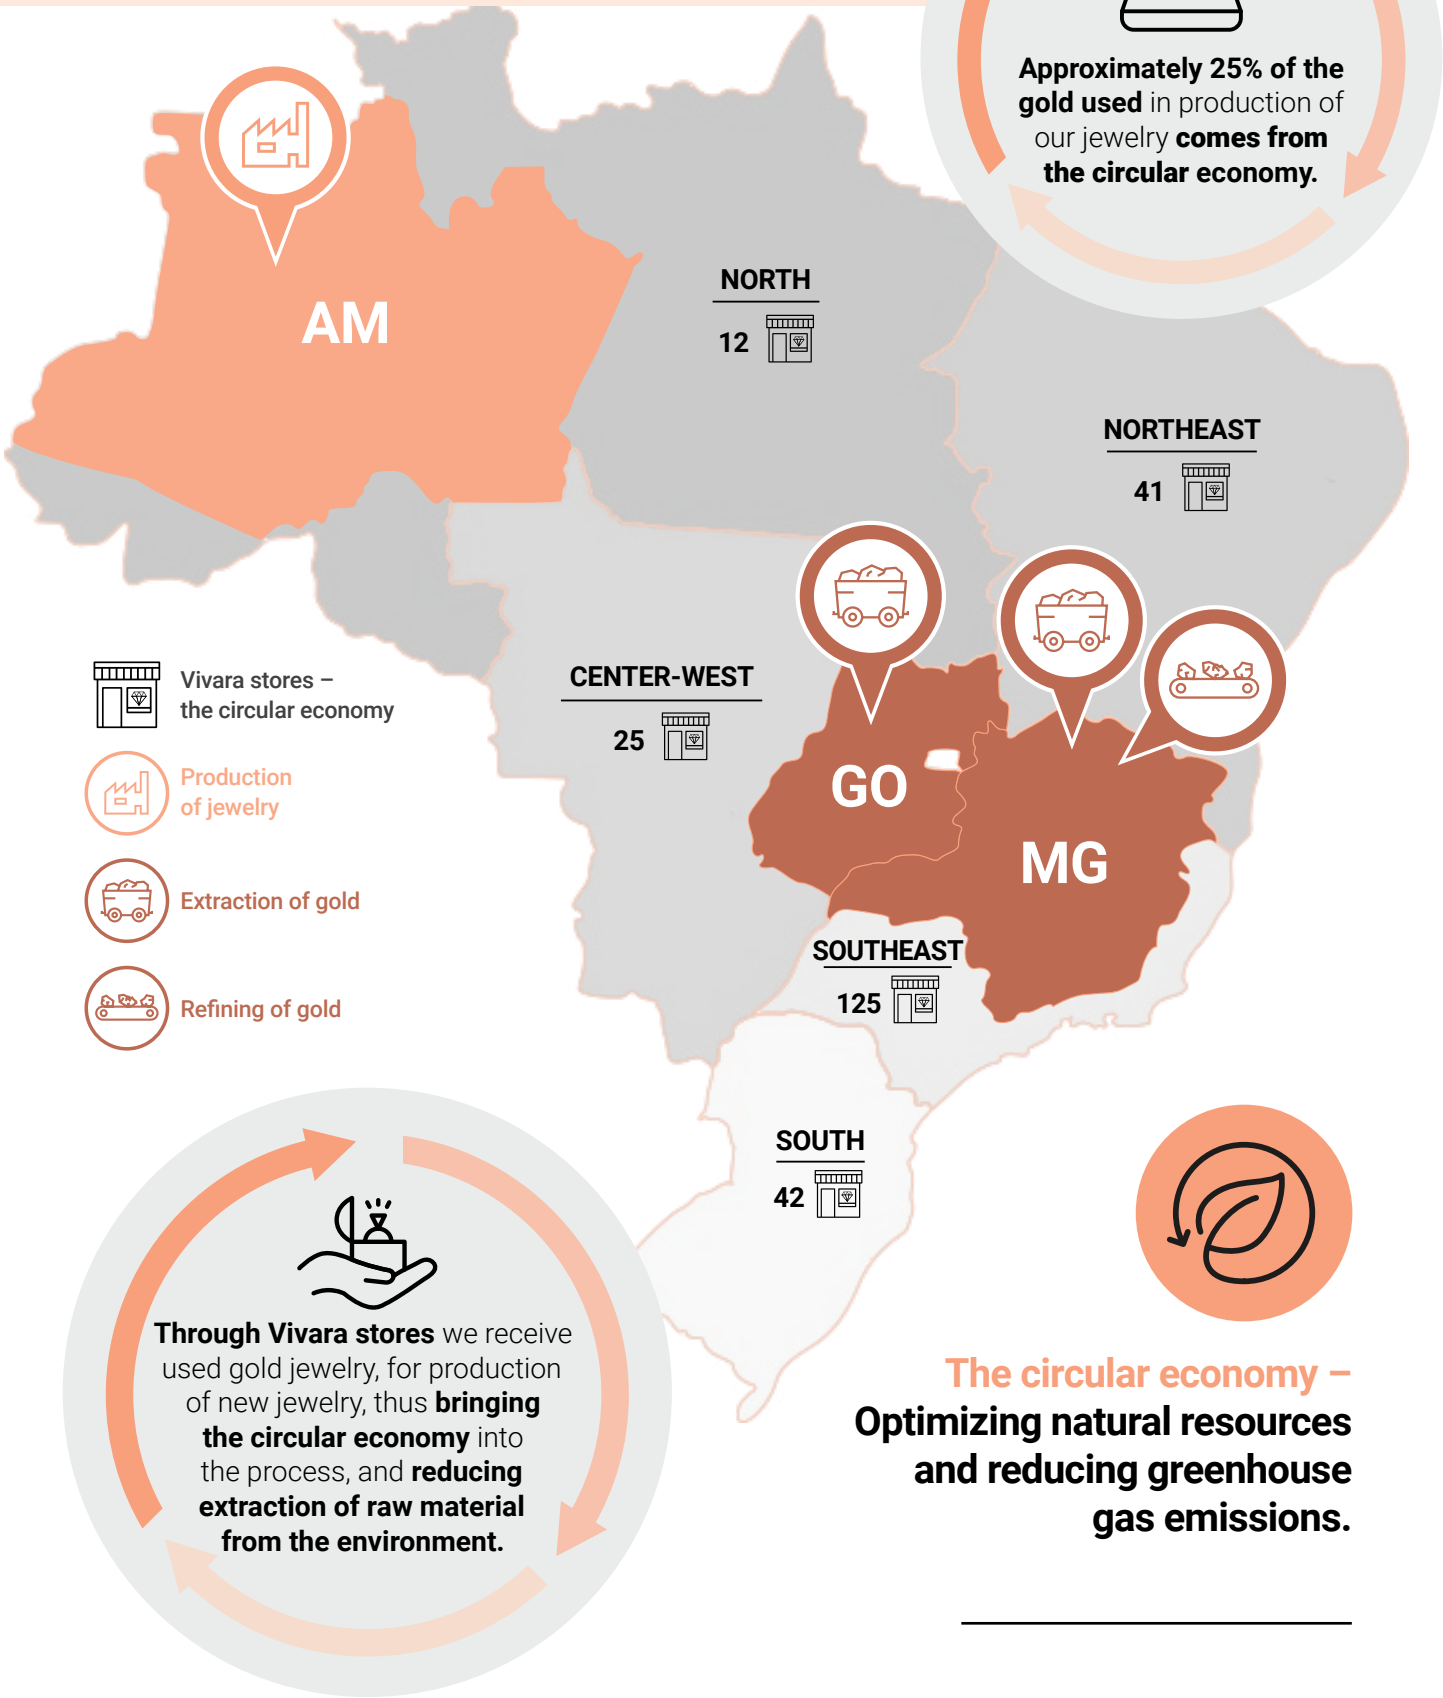 Approximately 25% of the
gold used in production of
our jewelry comes from
the circular economy.
AM
NORTH
12
NORTHEAST
41
CENTER-WEST
25
GO
MG
SOUTHEAST
125
SOUTH
42
Vivara stores –
the circular economy
Production
of jewelry
Extraction of gold
Refining of gold
Through Vivara stores we receive
used gold jewelry, for production
of new jewelry, thus bringing
the circular economy into
the process, and reducing
extraction of raw material
from the environment.
The circular economy –
Optimizing natural resources
and reducing greenhouse
gas emissions.